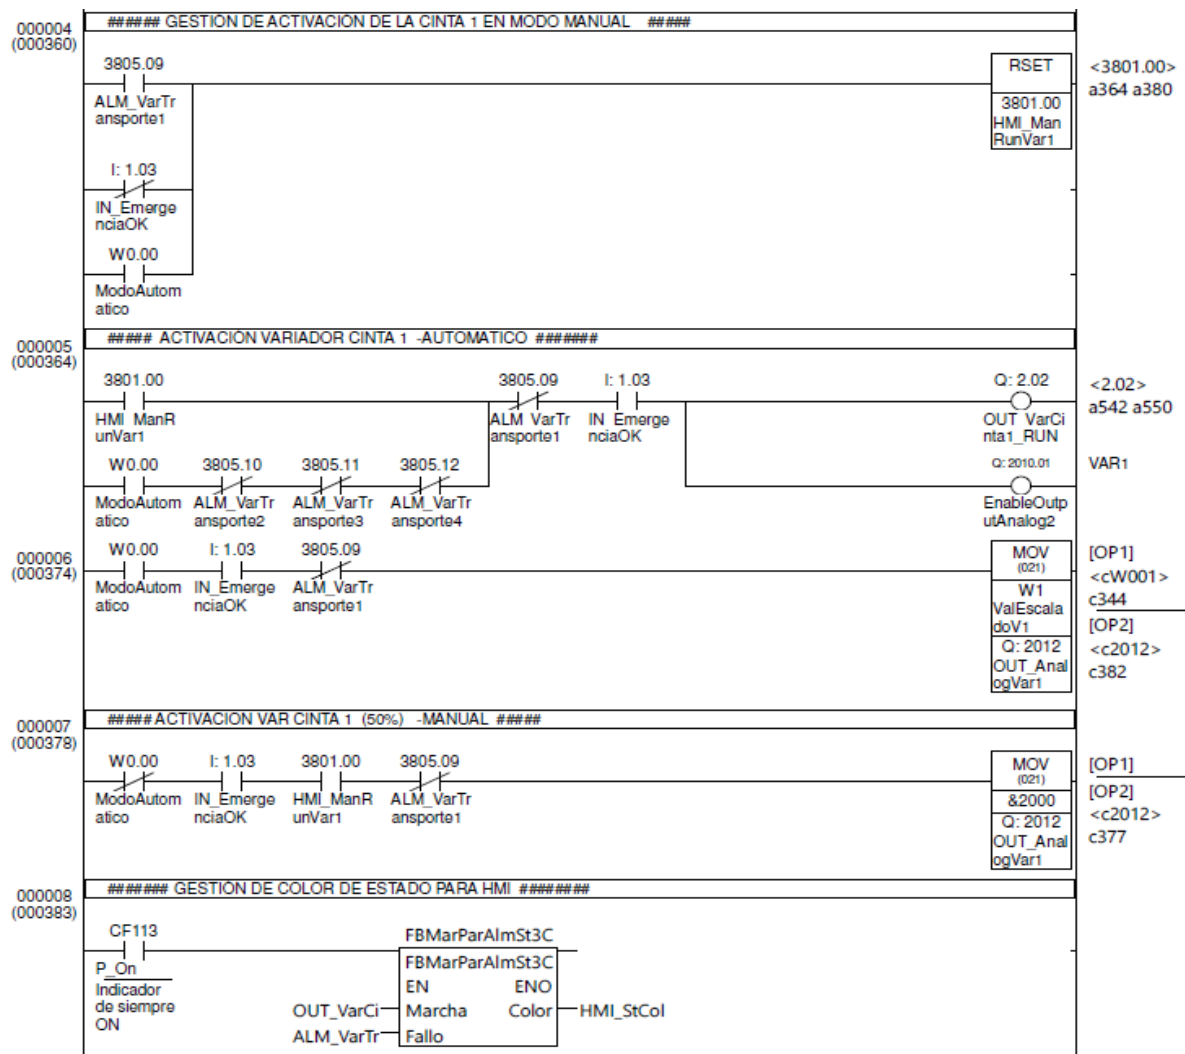 000004
(000360)
###### GESTIÓN DE ACTIVACIÓN DE LA CINTA 1 EN MODO MANUAL #####
3805.09
ALM_VarTr
ansporte1
RSET
3801.00
HMI_Man
RunVar1
<3801.00>
a364 a380
I: 1.03
IN_Emerge
nciaOK
W0.00
ModoAutom
atico
000005
(000364)
##### ACTIVACIÓN VARIADOR CINTA 1 -AUTOMATICO #######
3801.00
HMI_ManR
unVar1
3805.09
ALM_VarTr
ansporte1
I: 1.03
IN_Emerge
nciaOK
Q: 2.02
OUT_VarCi
nta1_RUN
<2.02>
a542 a550
W0.00
ModoAutom
atico
3805.10
ALM_VarTr
ansporte2
3805.11
ALM_VarTr
ansporte3
3805.12
ALM_VarTr
ansporte4
Q: 2010.01
EnableOutp
utAnalog2
VAR1
000006
(000374)
W0.00
ModoAutom
atico
I: 1.03
IN_Emerge
nciaOK
3805.09
ALM_VarTr
ansporte1
MOV
(021)
W1
ValEscala
doV1
Q: 2012
OUT_Anal
ogVar1
[OP1]
<cW001>
c344
[OP2]
<c2012>
c382
000007
(000378)
##### ACTIVACION VAR CINTA 1 (50%) -MANUAL #####
W0.00
ModoAutom
atico
I: 1.03
IN_Emerge
nciaOK
3801.00
HMI_ManR
unVar1
3805.09
ALM_VarTr
ansporte1
MOV
(021)
&2000
Q: 2012
OUT_Anal
ogVar1
[OP1]
[OP2]
<c2012>
c377
000008
(000383)
####### GESTIÓN DE COLOR DE ESTADO PARA HMI ########
CF113
P_On
Indicador
de siempre
ON
FBMarParAlmSt3C
FBMarParAlmSt3C
EN ENO
OUT_VarCi Marcha Color HMI_StCol
ALM_VarTr Fallo